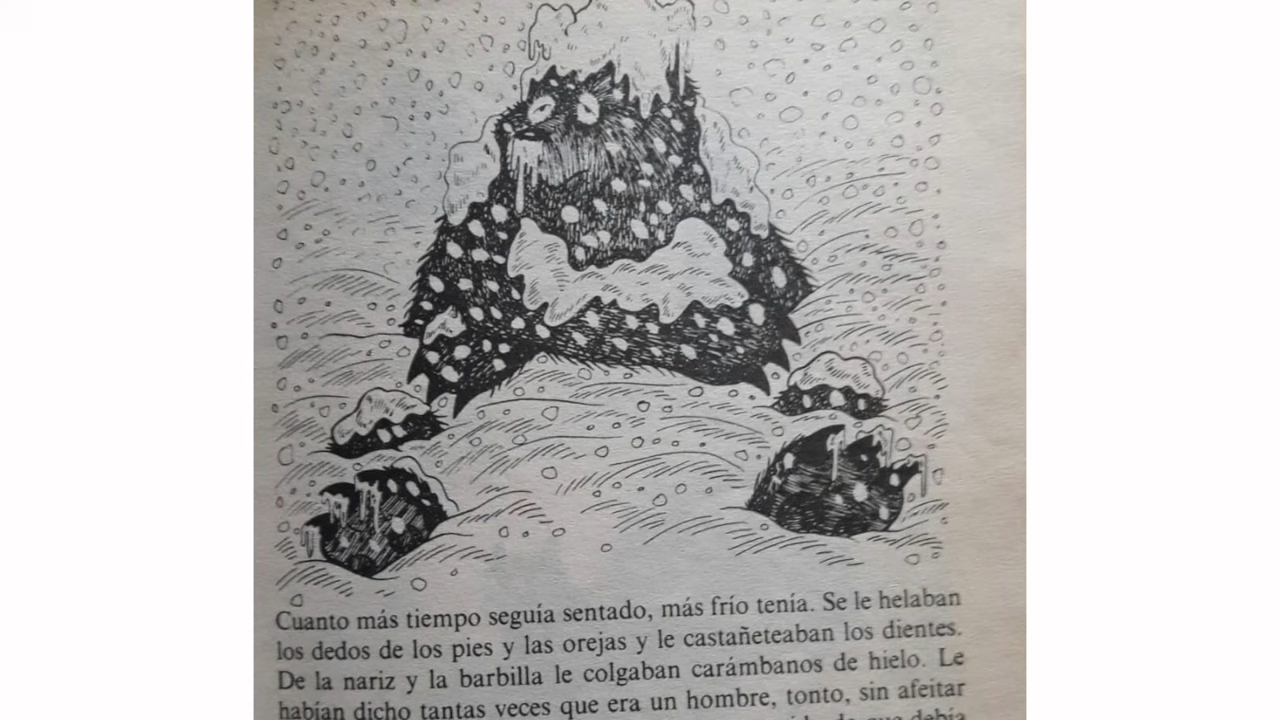 Cuanto más tiempo seguía sentado, más frío tenía. Se le helaban
los dedos de los pies y las orejas y le castañeteaban los dientes.
De la nariz y la barbilla le colgaban carámbanos de hielo. Le
habían dicho tantas veces que era un hombre, tonto, sin afeitar
que debía